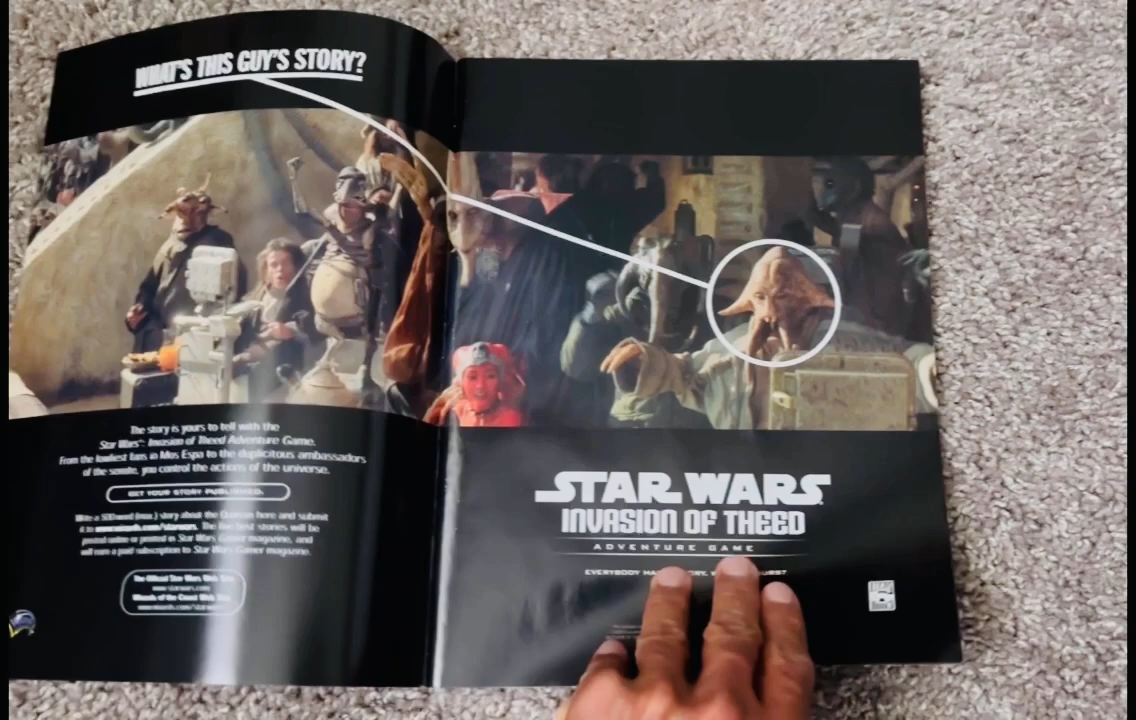 WHAT'S THIS GUY'S STORY?
The story is yours to tell with the
Star Wars: Invasion of Theed Adventure Game.
From the lowliest fans in Mos Espa to the duplicitous ambassadors
of the senate, you control the actions of the universe.
GET YOUR STORY PUBLISHED.
Write a 500-word (max.) story about the Quarren here and submit
it to www.wizards.com/starwars. The five best stories will be
printed online or printed in Star Wars Gamer magazine, and
will earn a paid subscription to Star Wars Gamer magazine.
The Official Star Wars Web Site
www.starwars.com
Wizards of the Coast Web Site
www.wizards.com/starwars
STAR WARS
INVASION OF THEED
ADVENTURE GAME
EVERYBODY HAS